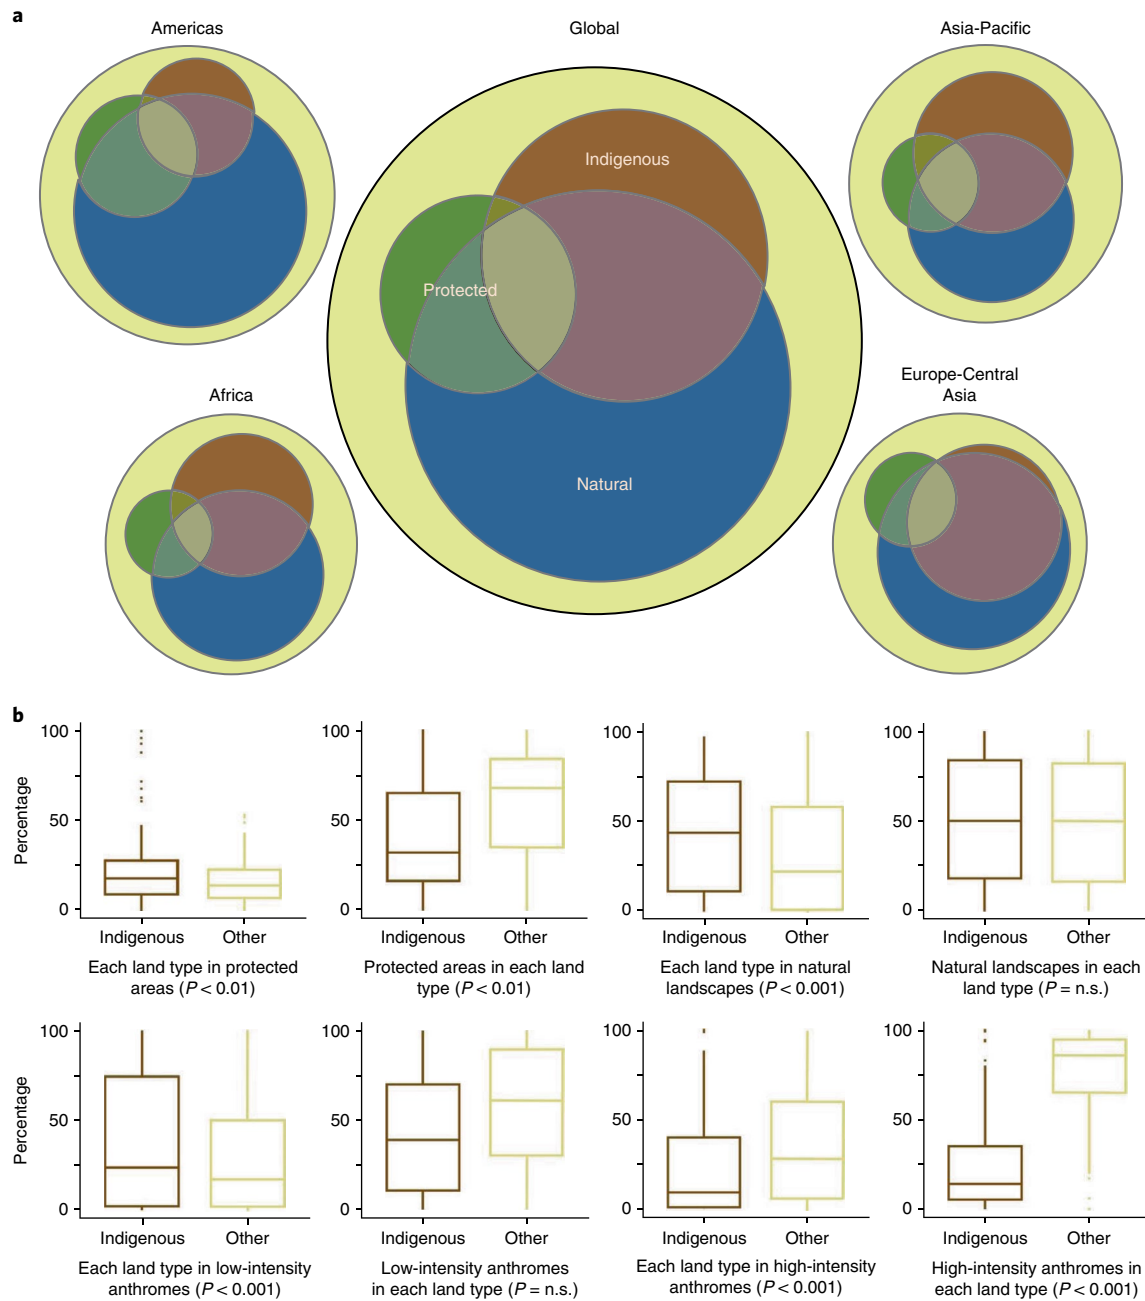 a
Americas
Global
Asia-Pacific
Indigenous
Protected
Natural
Africa
Europe-Central
Asia
b
Percentage
100
50
0
Indigenous
Other
Each land type in protected
areas (P < 0.01)
100
50
0
Indigenous
Other
Protected areas in each land
type (P < 0.01)
100
50
0
Indigenous
Other
Each land type in natural
landscapes (P < 0.001)
100
50
0
Indigenous
Other
Natural landscapes in each
land type (P = n.s.)
Percentage
100
50
0
Indigenous
Other
Each land type in low-intensity
anthromes (P < 0.001)
100
50
0
Indigenous
Other
Low-intensity anthromes
in each land type (P = n.s.)
100
50
0
Indigenous
Other
Each land type in high-intensity
anthromes (P < 0.001)
100
50
0
Indigenous
Other
High-intensity anthromes in
each land type (P < 0.001)